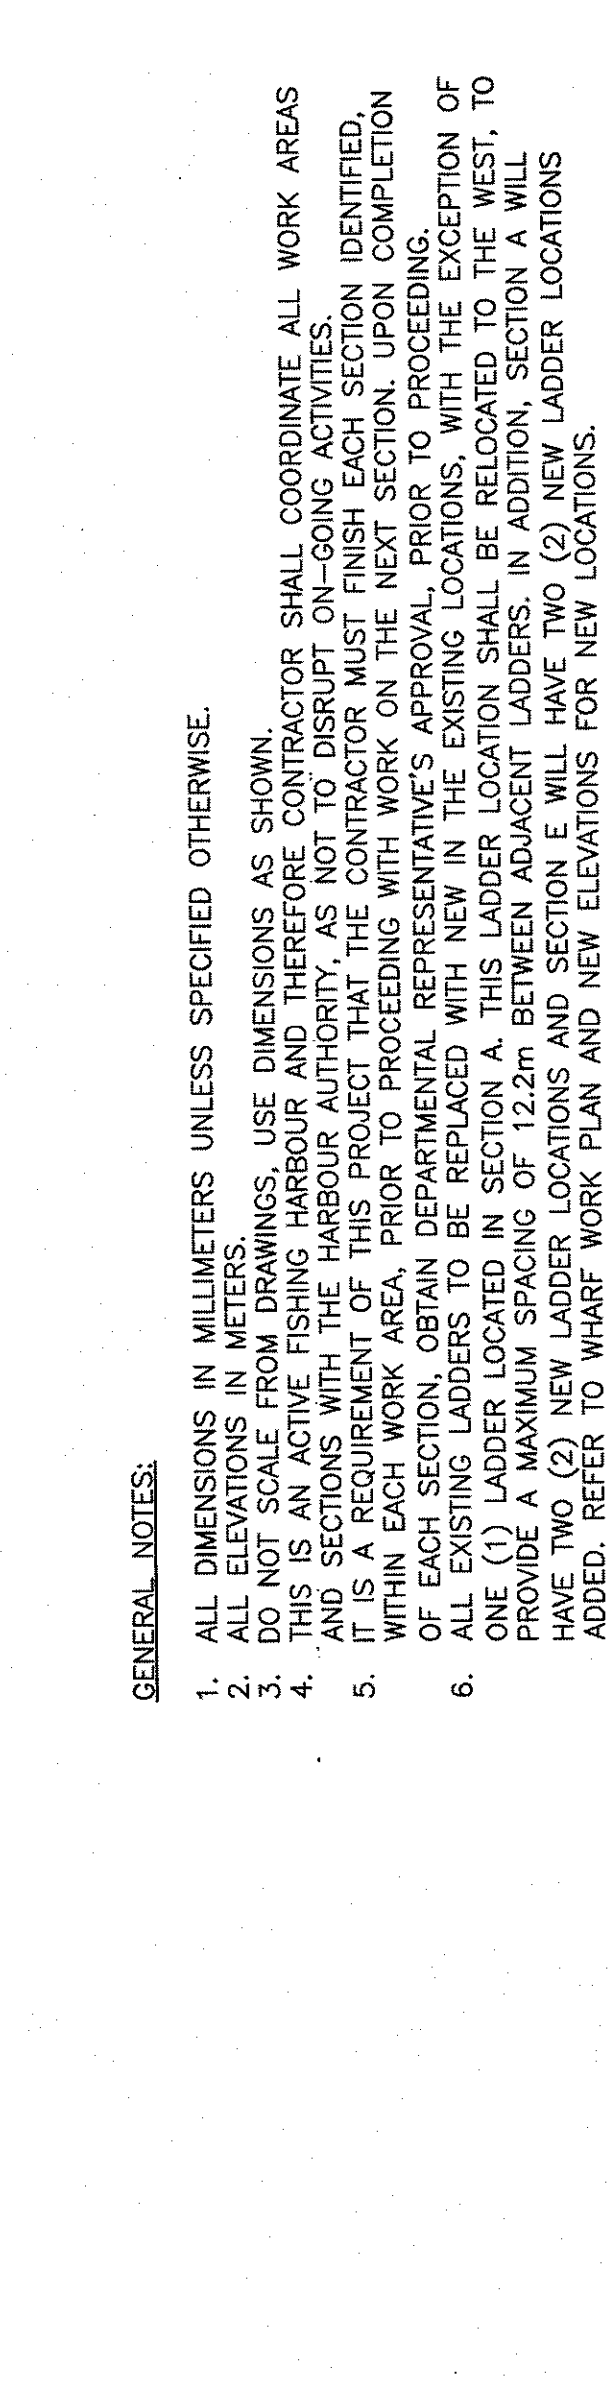 GENERAL NOTES:
1. ALL DIMENSIONS IN MILLIMETERS UNLESS SPECIFIED OTHERWISE.
2. ALL ELEVATIONS IN METERS.
3. DO NOT SCALE FROM DRAWINGS, USE DIMENSIONS AS SHOWN.
4. THIS IS AN ACTIVE FISHING HARBOUR AND THEREFORE CONTRACTOR SHALL COORDINATE ALL WORK AREAS
AND SECTIONS WITH THE HARBOUR AUTHORITY, AS NOT TO DISRUPT ON-GOING ACTIVITIES.
5. IT IS A REQUIREMENT OF THIS PROJECT THAT THE CONTRACTOR MUST FINISH EACH SECTION IDENTIFIED,
WITHIN EACH WORK AREA, PRIOR TO PROCEEDING WITH WORK ON THE NEXT SECTION. UPON COMPLETION
OF EACH SECTION, OBTAIN DEPARTMENTAL REPRESENTATIVE'S APPROVAL, PRIOR TO PROCEEDING.
6. ALL EXISTING LADDERS TO BE REPLACED WITH NEW IN THE EXISTING LOCATIONS, WITH THE EXCEPTION OF
ONE (1) LADDER LOCATED IN SECTION A. THIS LADDER LOCATION SHALL BE RELOCATED TO THE WEST, TO
PROVIDE A MAXIMUM SPACING OF 12.2m BETWEEN ADJACENT LADDERS. IN ADDITION, SECTION A WILL
HAVE TWO (2) NEW LADDER LOCATIONS AND SECTION E WILL HAVE TWO (2) NEW LADDER LOCATIONS
ADDED. REFER TO WHARF WORK PLAN AND NEW ELEVATIONS FOR NEW LOCATIONS.